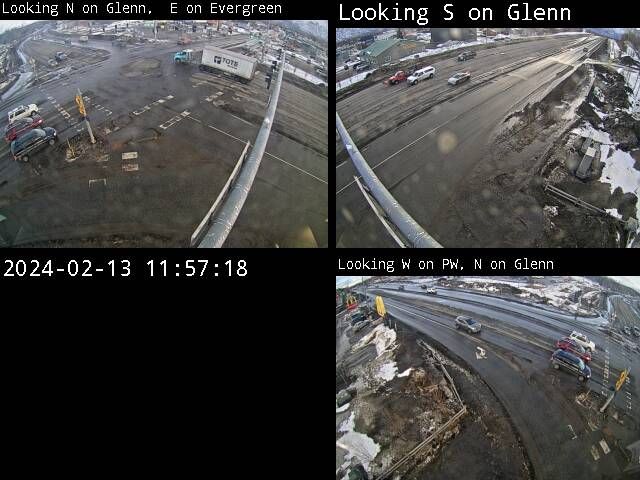 Looking N on Glenn,  E on Evergreen
Looking S on Glenn
2024-02-13 11:57:18
Looking W on PW, N on Glenn